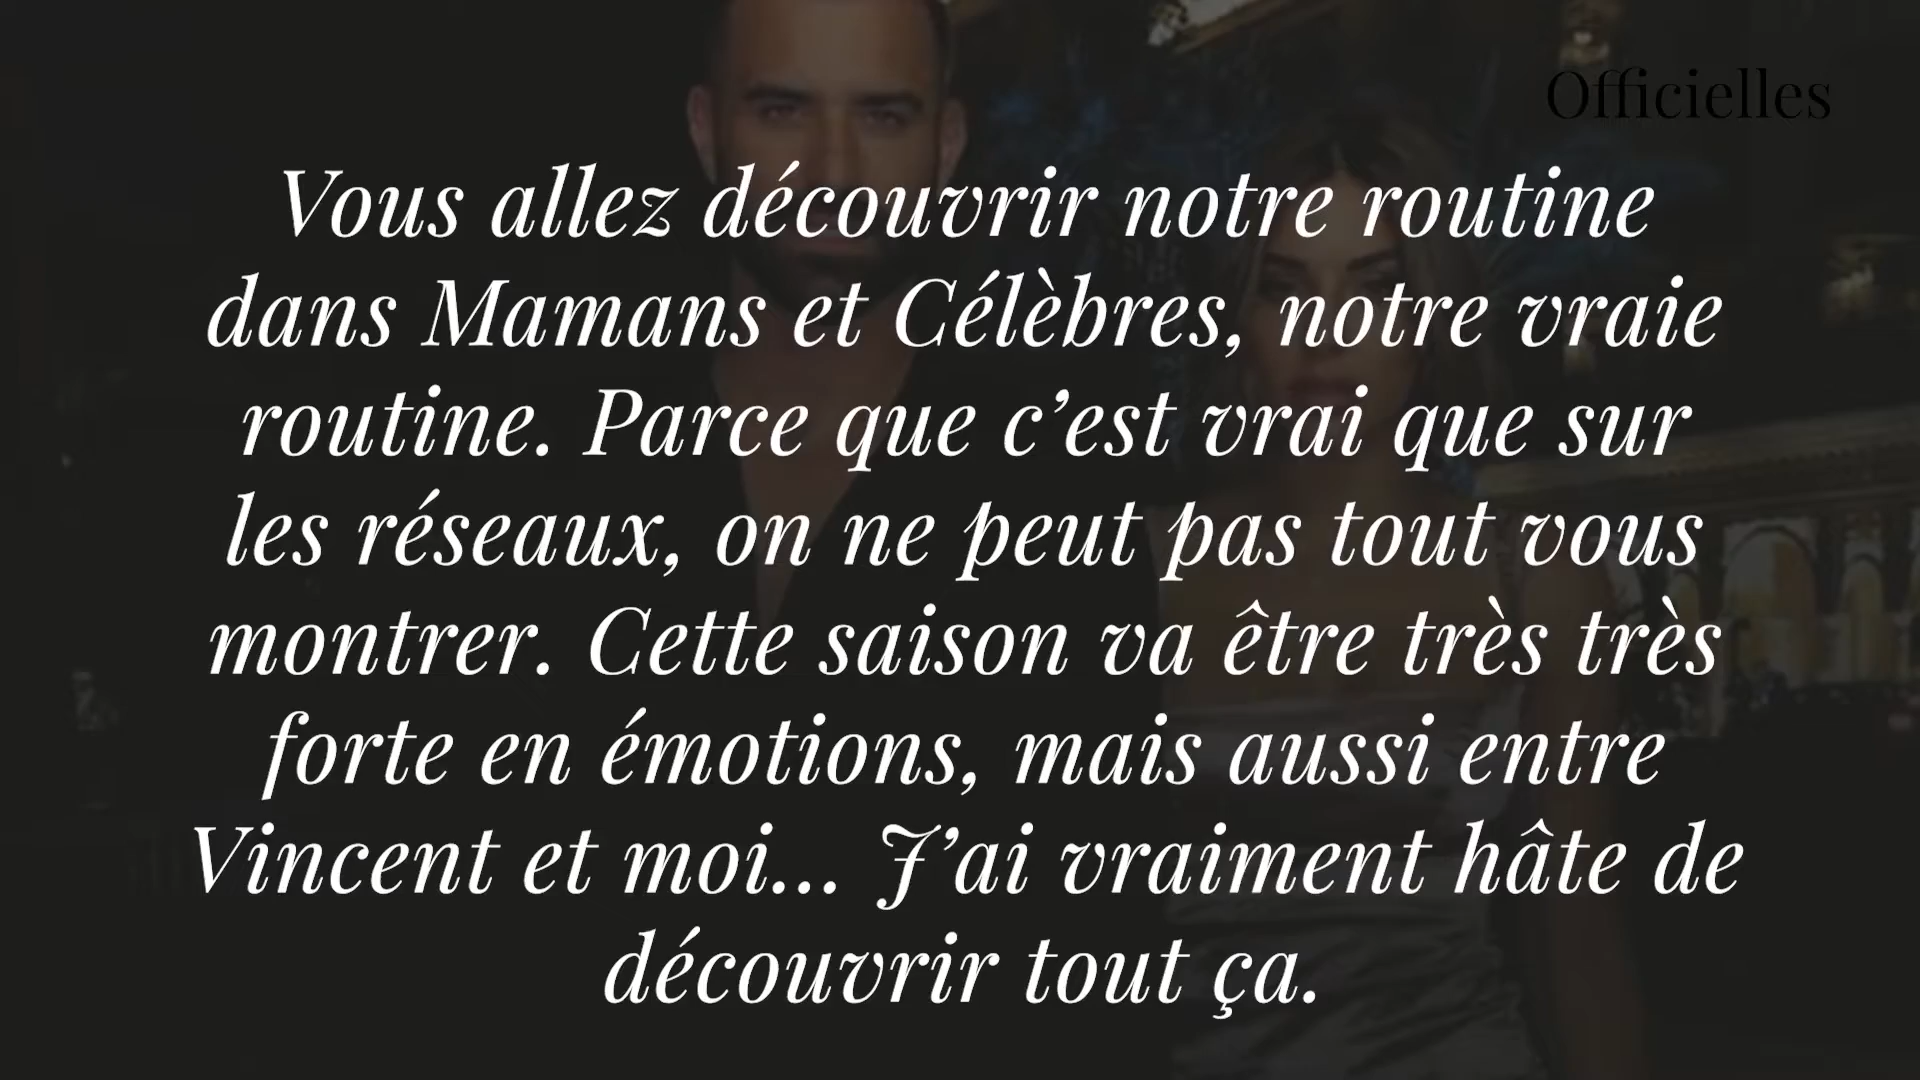 Officielles
Vous allez découvrir notre routine
dans Mamans et Célèbres, notre vraie
routine. Parce que c’est vrai que sur
les réseaux, on ne peut pas tout vous
montrer. Cette saison va être très très
forte en émotions, mais aussi entre
Vincent et moi... J’ai vraiment hâte de
découvrir tout ça.